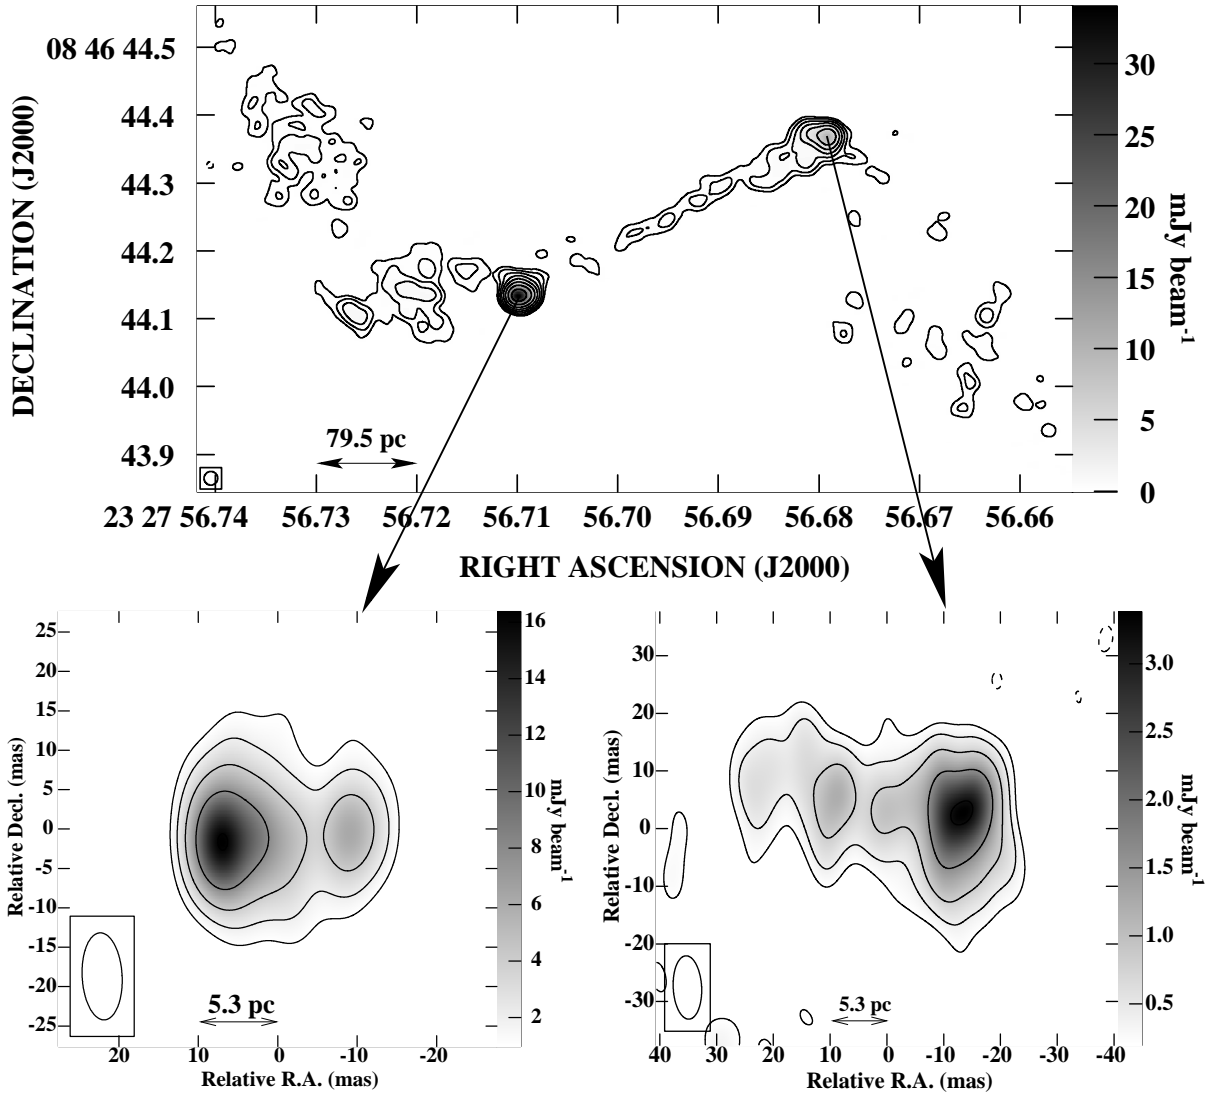 08 46 44.5
44.4
44.3
44.2
44.1
44.0
43.9
DECLINATION (J2000)
79.5 pc
23 27 56.74 56.73 56.72 56.71 56.70 56.69 56.68 56.67 56.66
RIGHT ASCENSION (J2000)
30
25
20
15
10
5
0
mJy beam-1
25
20
15
10
5
0
-5
-10
-15
-20
-25
Relative Decl. (mas)
5.3 pc
20 10 0 -10 -20
Relative R.A. (mas)
16
14
12
10
8
6
4
2
mJy beam-1
30
20
10
0
-10
-20
-30
Relative Decl. (mas)
5.3 pc
40 30 20 10 0 -10 -20 -30 -40
Relative R.A. (mas)
3.0
2.5
2.0
1.5
1.0
0.5
mJy beam-1